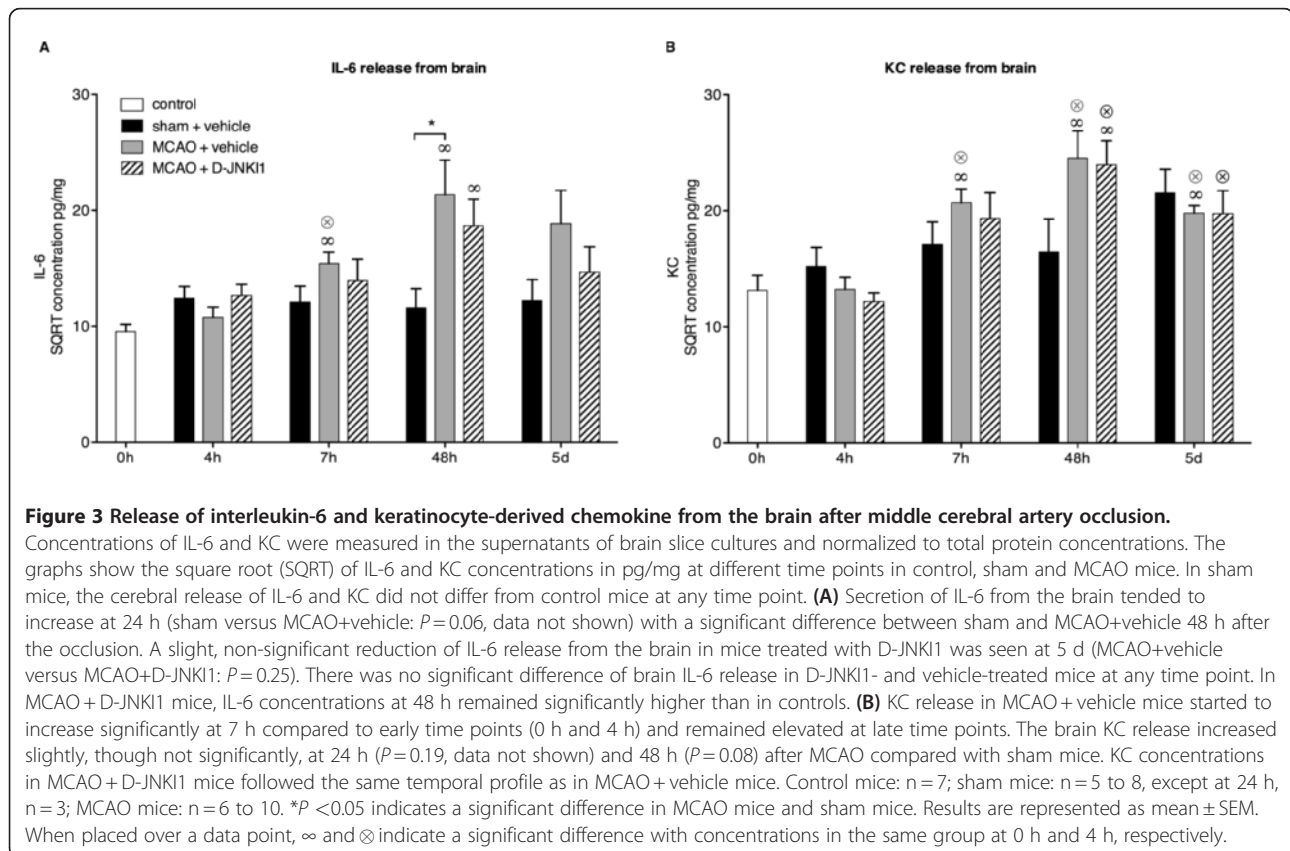 A
IL-6 release from brain
30
20
10
0
IL-6
SQRT concentration pg/mg
control
sham + vehicle
MCAO + vehicle
MCAO + D-JNKI1
*
∞
∞
⊗
∞
0h
4h
7h
48h
5d
B
KC release from brain
30
20
10
0
KC
SQRT concentration pg/mg
⊗
∞
⊗
∞
⊗
∞
⊗
∞
⊗
0h
4h
7h
48h
5d
Figure 3 Release of interleukin-6 and keratinocyte-derived chemokine from the brain after middle cerebral artery occlusion.
Concentrations of IL-6 and KC were measured in the supernatants of brain slice cultures and normalized to total protein concentrations. The
graphs show the square root (SQRT) of IL-6 and KC concentrations in pg/mg at different time points in control, sham and MCAO mice. In sham
mice, the cerebral release of IL-6 and KC did not differ from control mice at any time point. (A) Secretion of IL-6 from the brain tended to
increase at 24 h (sham versus MCAO+vehicle: P = 0.06, data not shown) with a significant difference between sham and MCAO+vehicle 48 h after
the occlusion. A slight, non-significant reduction of IL-6 release from the brain in mice treated with D-JNKI1 was seen at 5 d (MCAO+vehicle
versus MCAO+D-JNKI1: P = 0.25). There was no significant difference of brain IL-6 release in D-JNKI1- and vehicle-treated mice at any time point. In
MCAO + D-JNKI1 mice, IL-6 concentrations at 48 h remained significantly higher than in controls. (B) KC release in MCAO + vehicle mice started to
increase significantly at 7 h compared to early time points (0 h and 4 h) and remained elevated at late time points. The brain KC release increased
slightly, though not significantly, at 24 h (P = 0.19, data not shown) and 48 h (P = 0.08) after MCAO compared with sham mice. KC concentrations
in MCAO + D-JNKI1 mice followed the same temporal profile as in MCAO + vehicle mice. Control mice: n = 7; sham mice: n = 5 to 8, except at 24 h,
n = 3; MCAO mice: n = 6 to 10. *P <0.05 indicates a significant difference in MCAO mice and sham mice. Results are represented as mean ± SEM.
When placed over a data point, ∞ and ⊗ indicate a significant difference with concentrations in the same group at 0 h and 4 h, respectively.